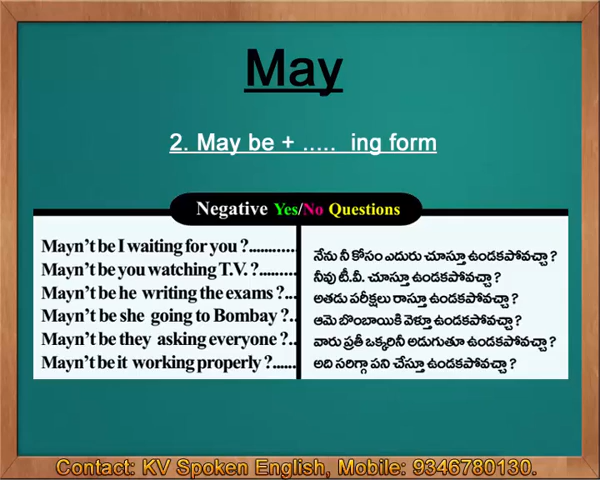 May
2. May be + ..... ing form
Negative Yes/No Questions
Mayn't be I waiting for you ?............
నేను నీ కోసం ఎదురు చూస్తూ ఉండకపోవచ్చా ?
Mayn't be you watching T.V. ?..........
నీవు టీ.వీ. చూస్తూ ఉండకపోవచ్చా ?
Mayn't be he writing the exams ?...
అతడు పరీక్షలు రాస్తూ ఉండకపోవచ్చా ?
Mayn't be she going to Bombay ?..
ఆమె బొంబాయికి వెళ్తూ ఉండకపోవచ్చా ?
Mayn't be they asking everyone ?..
వారు ప్రతీ ఒక్కరినీ అడుగుతూ ఉండకపోవచ్చా ?
Mayn't be it working properly ?......
అది సరిగ్గా పని చేస్తూ ఉండకపోవచ్చా ?
Contact: KV Spoken English, Mobile: 9346780130.